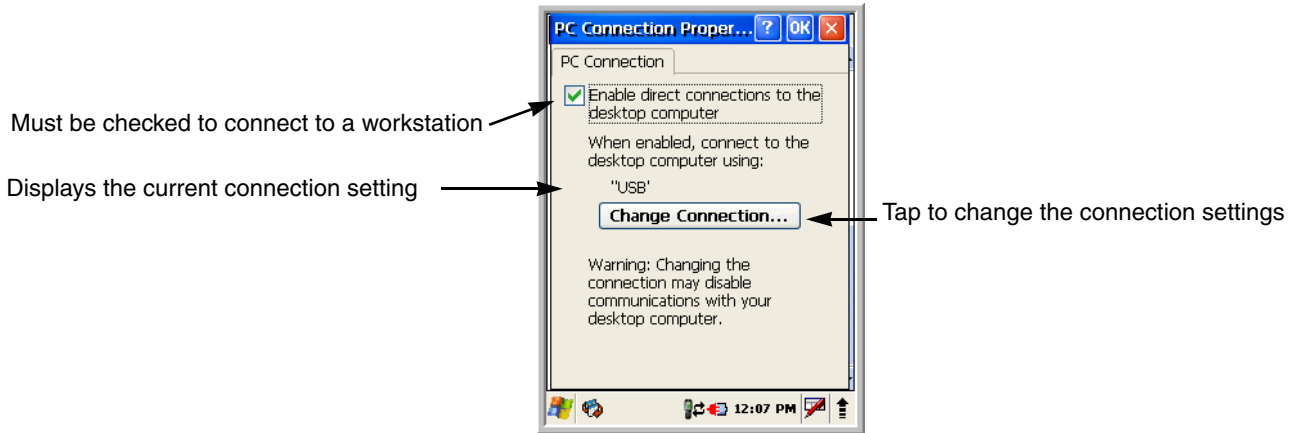 PC Connection Proper... ? OK
PC Connection
Enable direct connections to the
desktop computer
Must be checked to connect to a workstation
When enabled, connect to the
desktop computer using:
Displays the current connection setting
"USB'
Change Connection...
Tap to change the connection settings
Warning: Changing the
connection may disable
communications with your
desktop computer.
12:07 PM